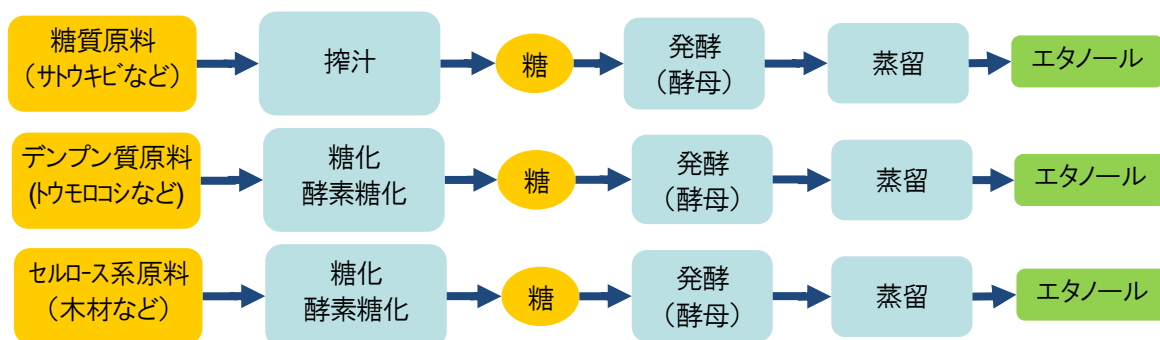 糖質原料
(サトウキビなど)
搾汁
糖
発酵
(酵母)
蒸留
エタノール
デンプン質原料
(トウモロコシなど)
糖化
酵素糖化
糖
発酵
(酵母)
蒸留
エタノール
セルロース系原料
(木材など)
糖化
酵素糖化
糖
発酵
(酵母)
蒸留
エタノール